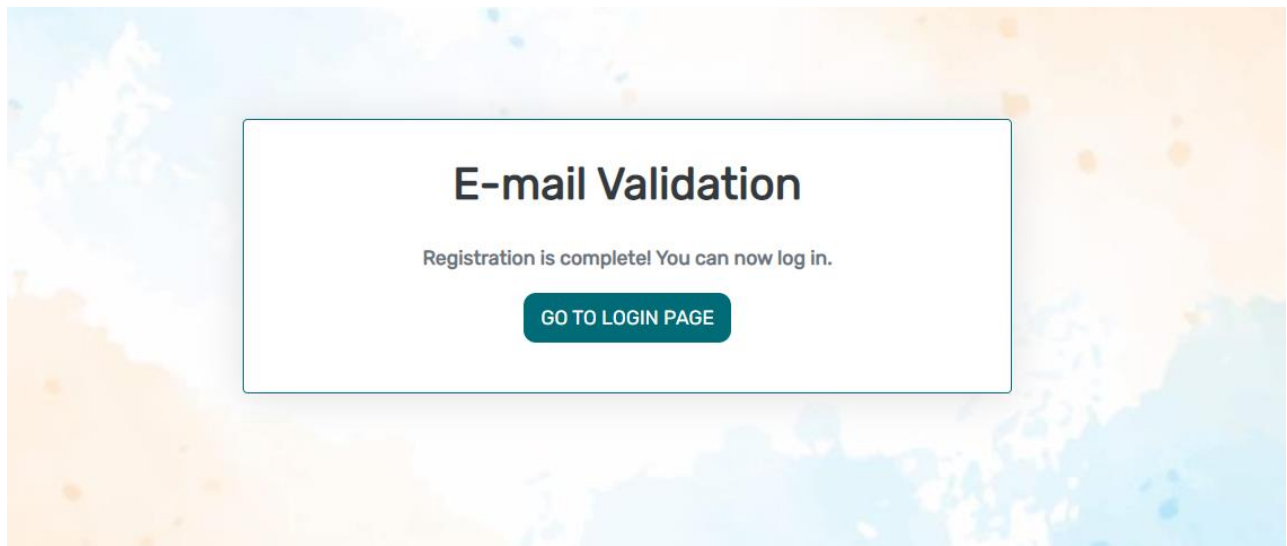 E-mail Validation
Registration is complete! You can now log in.
GO TO LOGIN PAGE